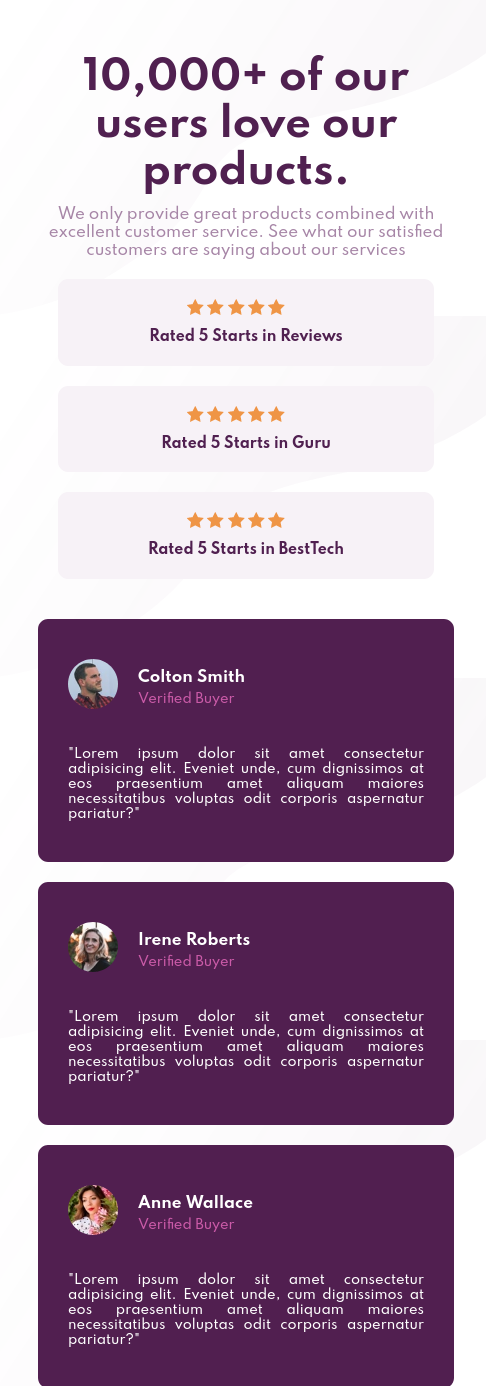 10,000+ of our
users love our
products.
We only provide great products combined with
excellent customer service. See what our satisfied
customers are saying about our services
Rated 5 Starts in Reviews
Rated 5 Starts in Guru
Rated 5 Starts in BestTech
Colton Smith
Verified Buyer
"Lorem ipsum dolor sit amet consectetur
adipisicing elit. Eveniet unde, cum dignissimos at
eos praesentium amet aliquam maiores
necessitatibus voluptas odit corporis aspernatur
pariatur?"
Irene Roberts
Verified Buyer
"Lorem ipsum dolor sit amet consectetur
adipisicing elit. Eveniet unde, cum dignissimos at
eos praesentium amet aliquam maiores
necessitatibus voluptas odit corporis aspernatur
pariatur?"
Anne Wallace
Verified Buyer
"Lorem ipsum dolor sit amet consectetur
adipisicing elit. Eveniet unde, cum dignissimos at
eos praesentium amet aliquam maiores
necessitatibus voluptas odit corporis aspernatur
pariatur?"